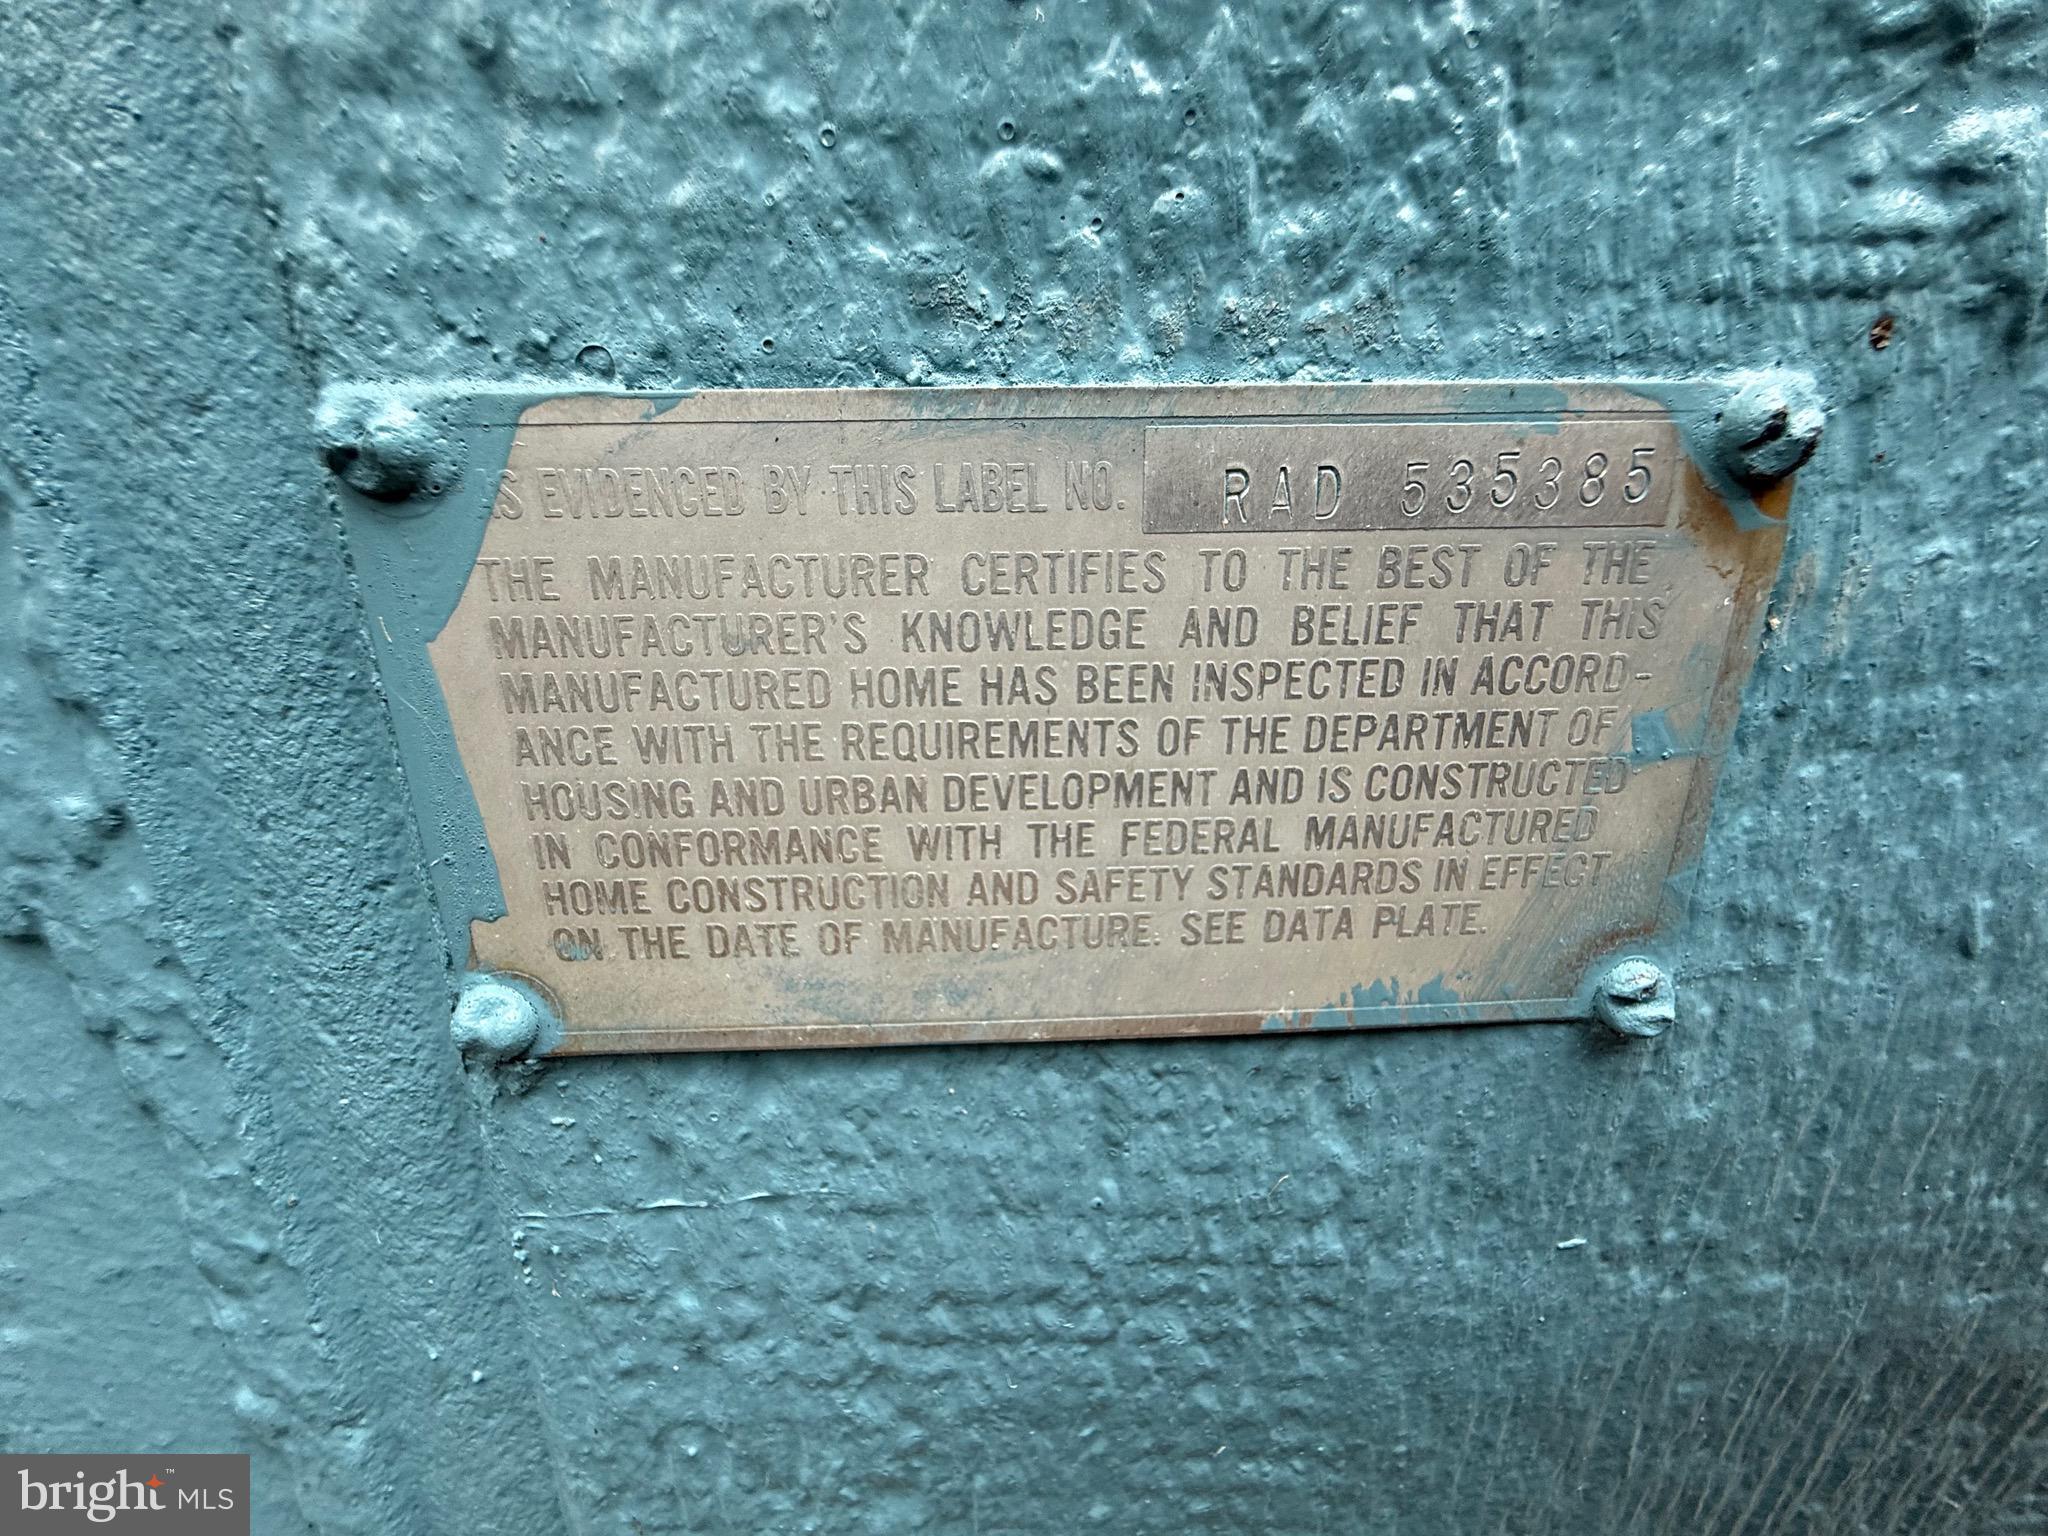 AS EVIDENCED BY THIS LABEL NO. RAD 535385
THE MANUFACTURER CERTIFIES TO THE BEST OF THE
MANUFACTURER'S KNOWLEDGE AND BELIEF THAT THIS
MANUFACTURED HOME HAS BEEN INSPECTED IN ACCORD-
ANCE WITH THE REQUIREMENTS OF THE DEPARTMENT OF
HOUSING AND URBAN DEVELOPMENT AND IS CONSTRUCTED
IN CONFORMANCE WITH THE FEDERAL MANUFACTURED
HOME CONSTRUCTION AND SAFETY STANDARDS IN EFFECT
ON THE DATE OF MANUFACTURE. SEE DATA PLATE.
bright™ MLS